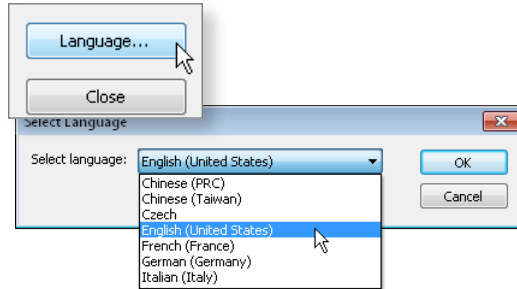 Language...
Close
Select Language
Select language: English (United States) OK
Chinese (PRC) Cancel
Chinese (Taiwan)
Czech
English (United States)
French (France)
German (Germany)
Italian (Italy)